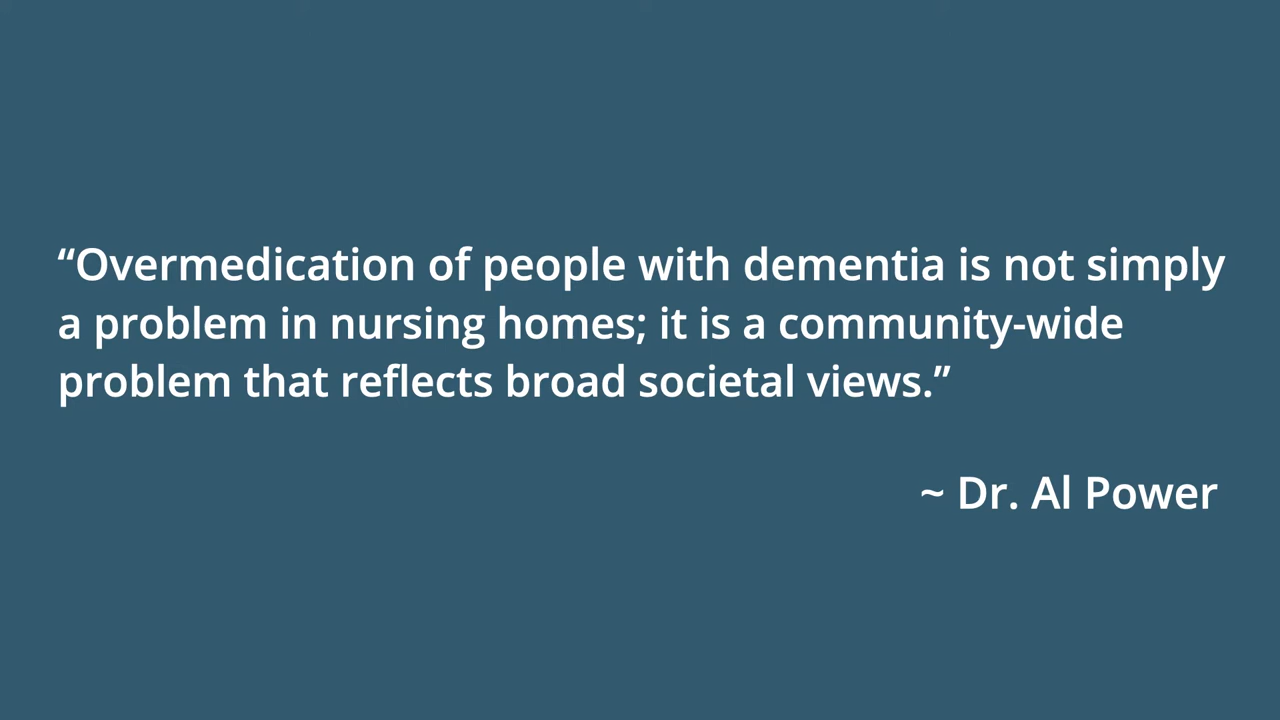 “Overmedication of people with dementia is not simply
a problem in nursing homes; it is a community-wide
problem that reflects broad societal views.”
~ Dr. Al Power